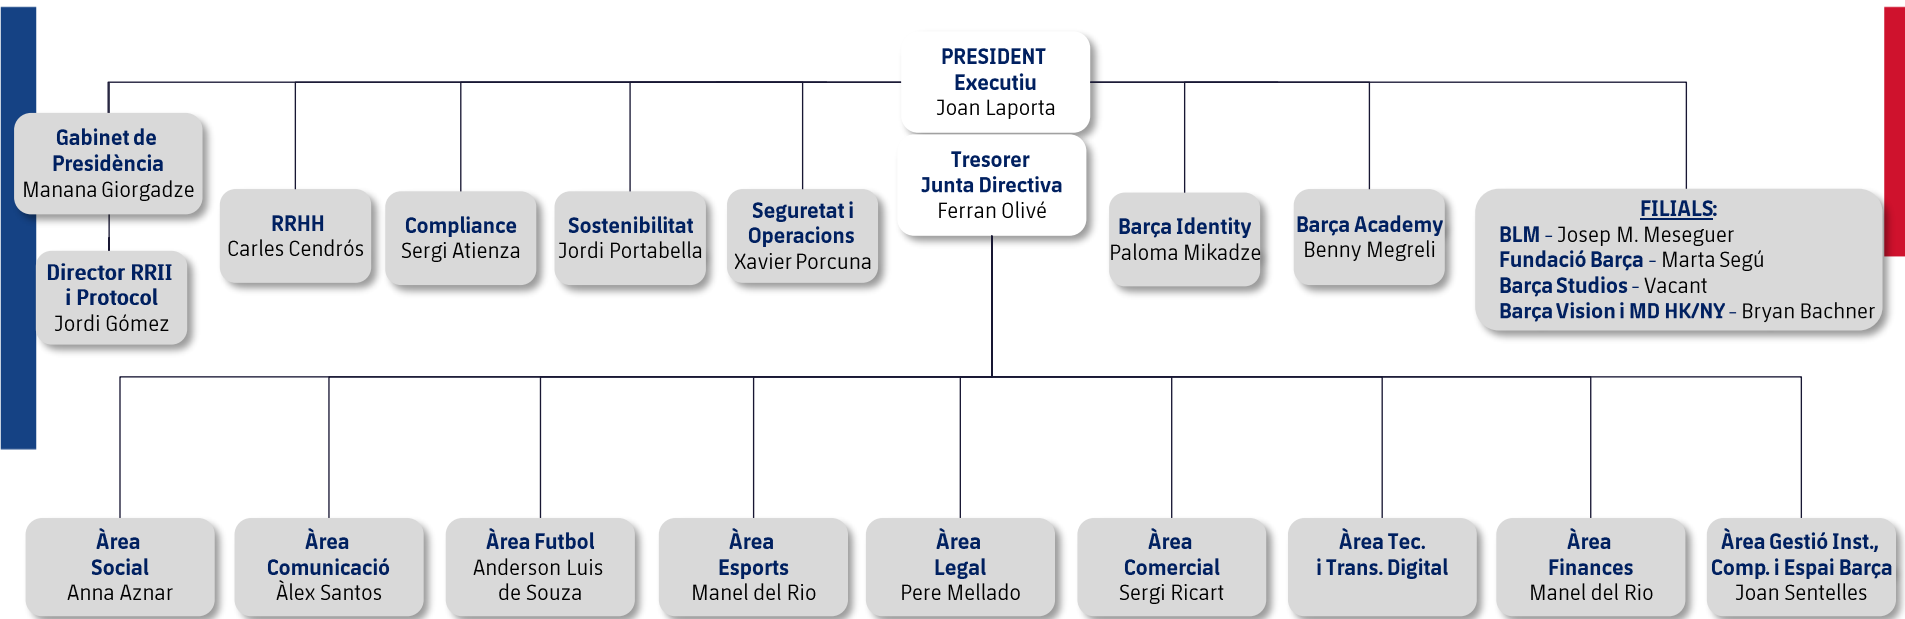 PRESIDENT
Executiu
Joan Laporta
Tresorer
Junta Directiva
Ferran Olivé
Gabinet de
Presidència
Manana Giorgadze
Director RRII
i Protocol
Jordi Gómez
RRHH
Carles Cendrós
Compliance
Sergi Atienza
Sostenibilitat
Jordi Portabella
Seguretat i
Operacions
Xavier Porcuna
Barça Identity
Paloma Mikadze
Barça Academy
Benny Megreli
FILIALS:
BLM - Josep M. Meseguer
Fundació Barça - Marta Segú
Barça Studios - Vacant
Barça Vision i MD HK/NY - Bryan Bachner
Àrea
Social
Anna Aznar
Àrea
Comunicació
Àlex Santos
Àrea Futbol
Anderson Luis
de Souza
Àrea
Esports
Manel del Rio
Àrea
Legal
Pere Mellado
Àrea
Comercial
Sergi Ricart
Àrea Tec.
i Trans. Digital
Àrea
Finances
Manel del Rio
Àrea Gestió Inst.,
Comp. i Espai Barça
Joan Sentelles